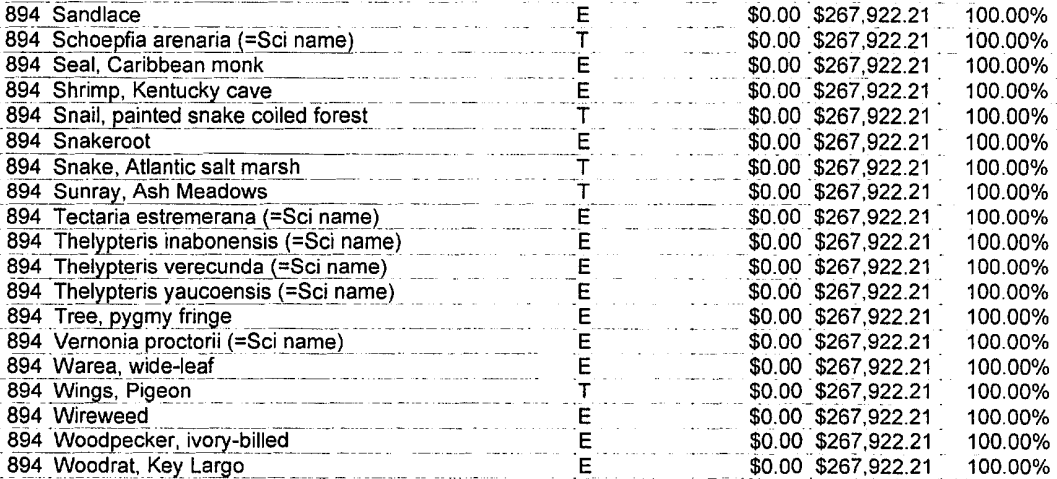 894 Sandlace E $0.00 $267,922.21 100.00%
894 Schoepfia arenaria (=Sci name) T $0.00 $267,922.21 100.00%
894 Seal, Caribbean monk E $0.00 $267,922.21 100.00%
894 Shrimp, Kentucky cave E $0.00 $267,922.21 100.00%
894 Snail, painted snake coiled forest T $0.00 $267,922.21 100.00%
894 Snakeroot E $0.00 $267,922.21 100.00%
894 Snake, Atlantic salt marsh T $0.00 $267,922.21 100.00%
894 Sunray, Ash Meadows T $0.00 $267,922.21 100.00%
894 Tectaria estremerana (=Sci name) E $0.00 $267,922.21 100.00%
894 Thelypteris inabonensis (=Sci name) E $0.00 $267,922.21 100.00%
894 Thelypteris verecunda (=Sci name) E $0.00 $267,922.21 100.00%
894 Thelypteris yaucoensis (=Sci name) E $0.00 $267,922.21 100.00%
894 Tree, pygmy fringe E $0.00 $267,922.21 100.00%
894 Vernonia proctorii (=Sci name) E $0.00 $267,922.21 100.00%
894 Warea, wide-leaf E $0.00 $267,922.21 100.00%
894 Wings, Pigeon T $0.00 $267,922.21 100.00%
894 Wireweed E $0.00 $267,922.21 100.00%
894 Woodpecker, ivory-billed E $0.00 $267,922.21 100.00%
894 Woodrat, Key Largo E $0.00 $267,922.21 100.00%